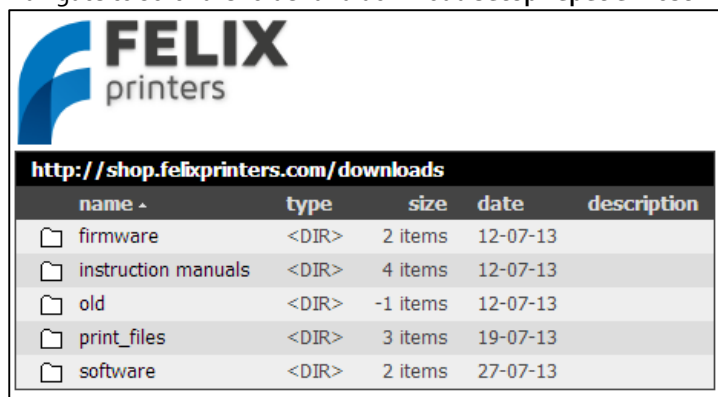 FELIX
printers
http://shop.felixprinters.com/downloads
name type size date description
firmware <DIR> 2 items 12-07-13
instruction manuals <DIR> 4 items 12-07-13
old <DIR> -1 items 12-07-13
print_files <DIR> 3 items 19-07-13
software <DIR> 2 items 27-07-13